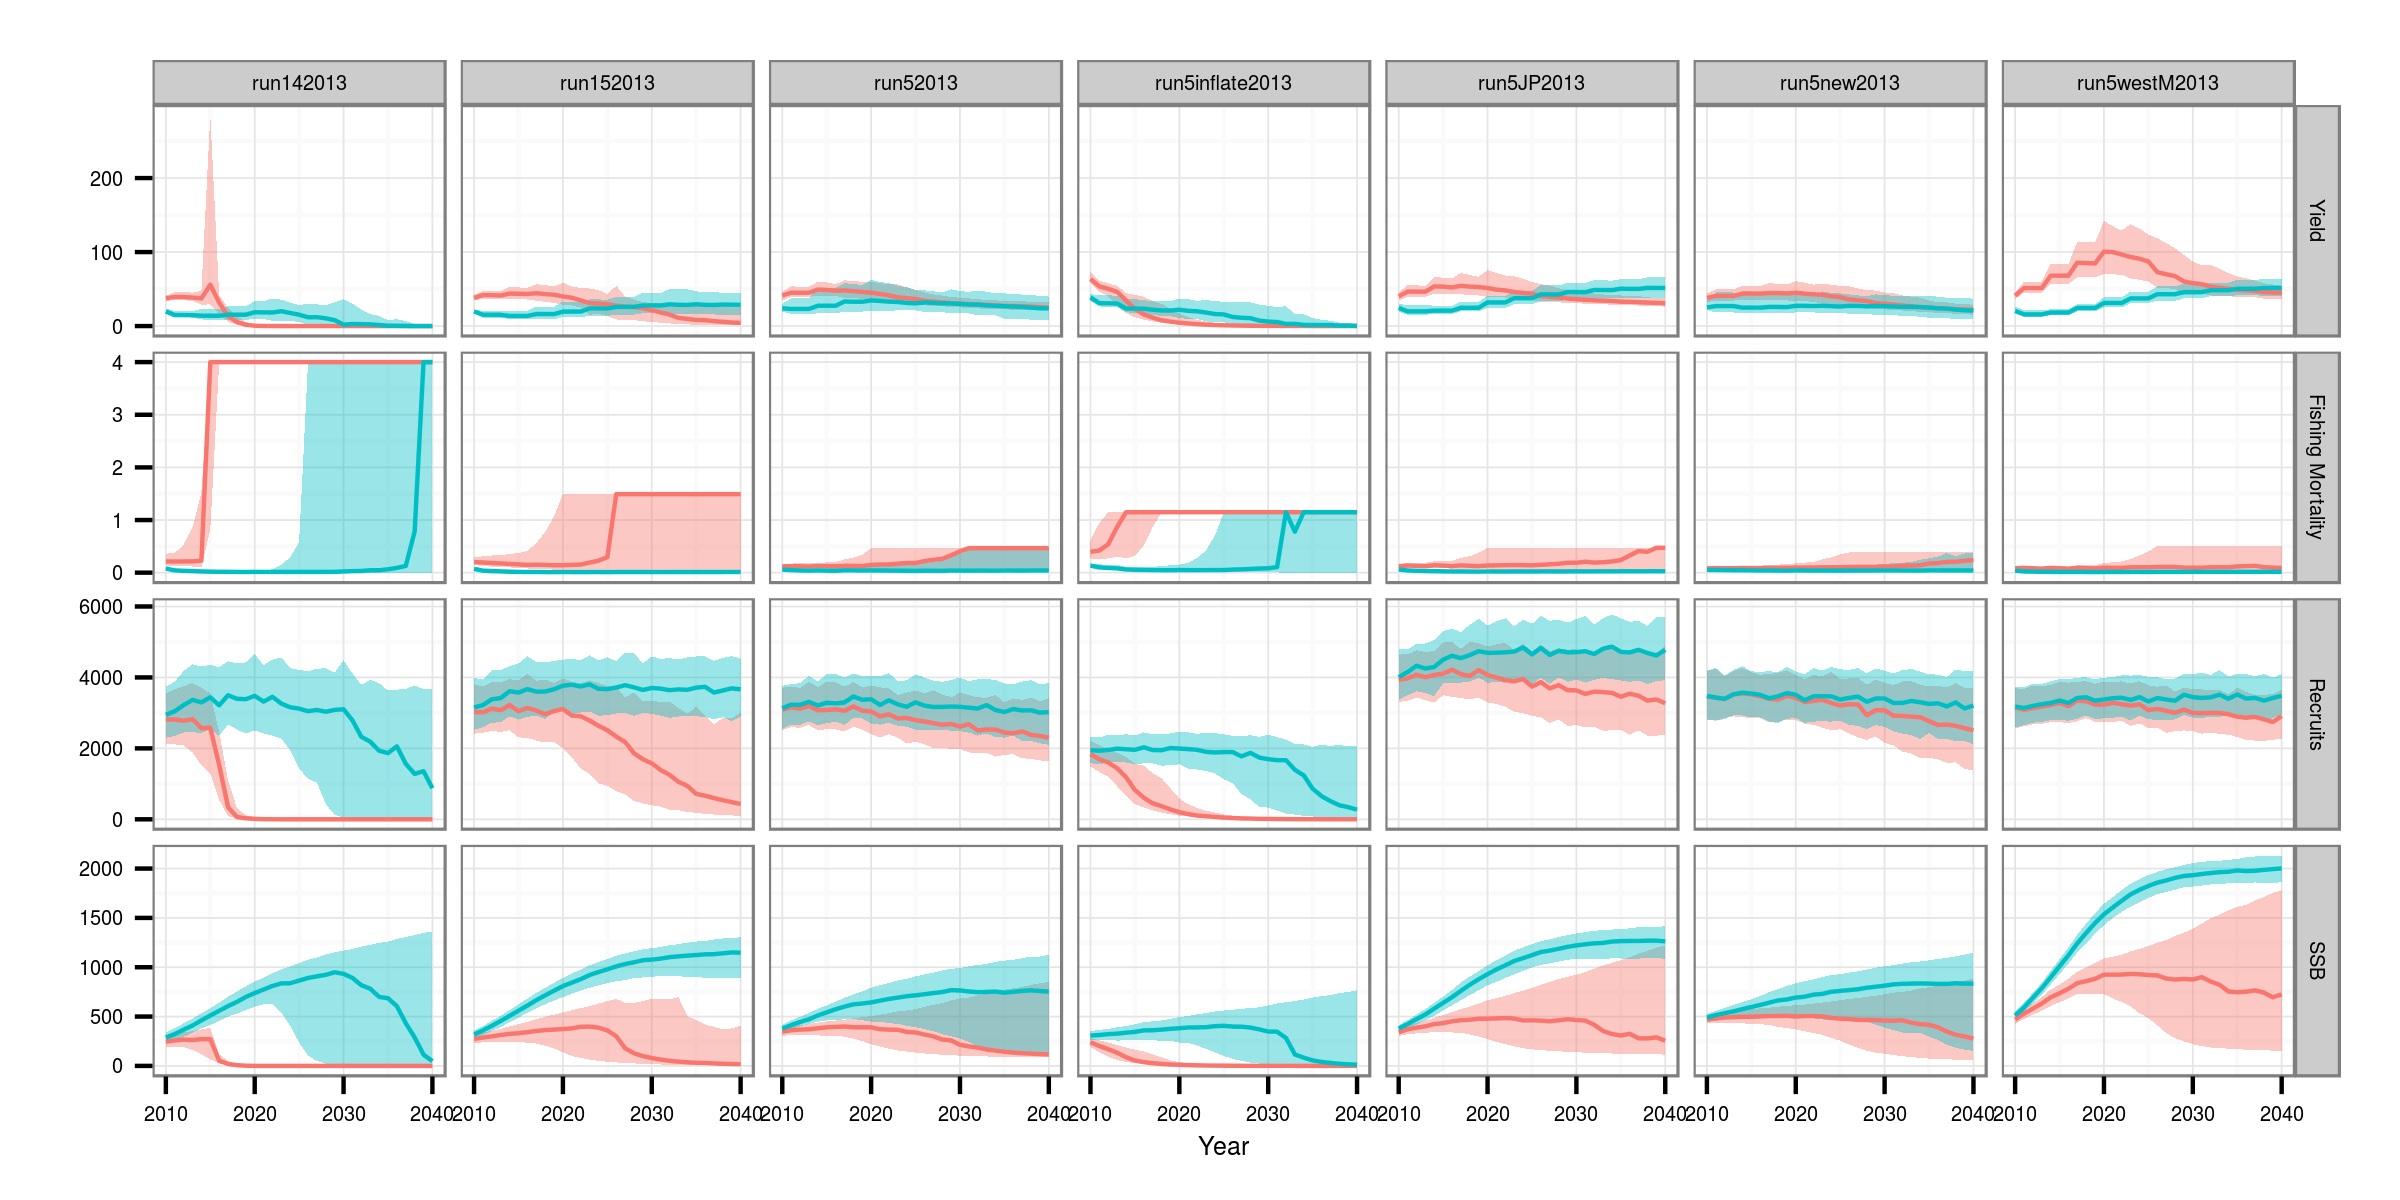 run142013 run152013 run52013 run5inflate2013 run5JP2013 run5new2013 run5westM2013
200
100
0
Yield
4
3
2
1
0
Fishing Mortality
6000
4000
2000
0
Recruits
2000
1500
1000
500
0
SSB
2010 2020 2030 2040 2010 2020 2030 2040 2010 2020 2030 2040 2010 2020 2030 2040 2010 2020 2030 2040 2010 2020 2030 2040 2010 2020 2030 2040
Year